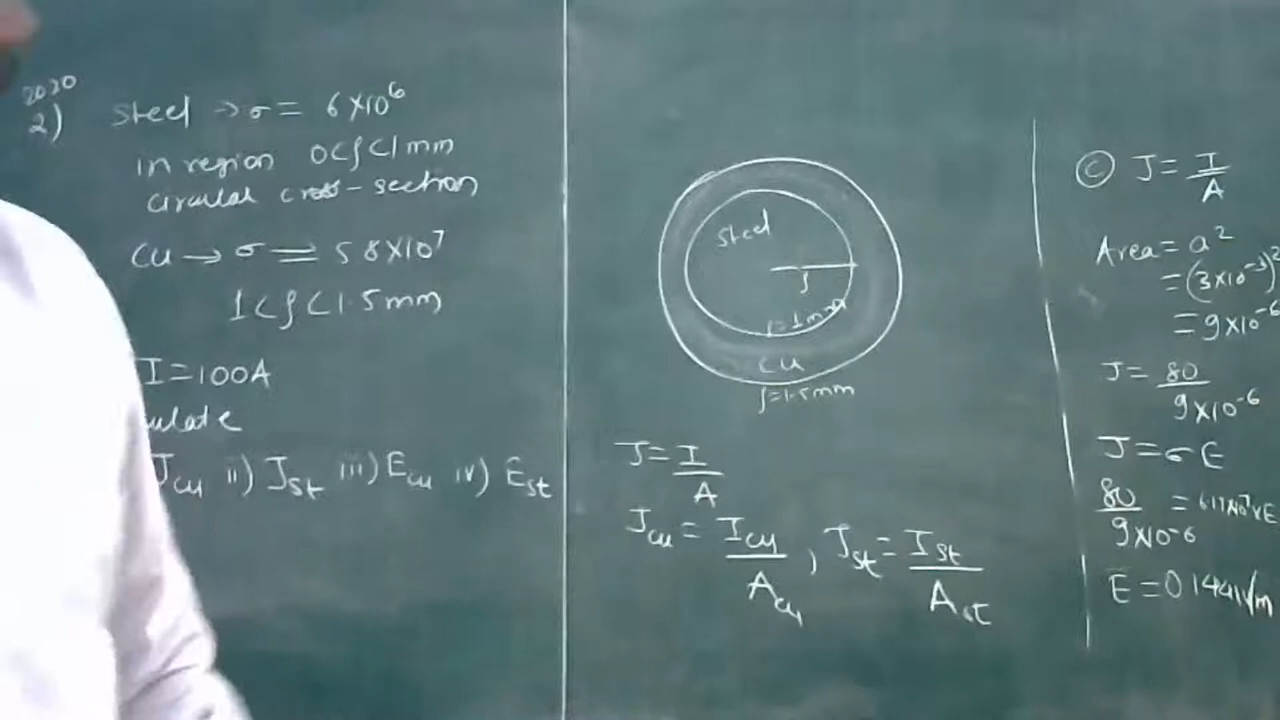 2020
2) Steel → σ = 6×10⁶
in region 0<ρ<1mm
circular cross-section
Cu → σ = 5 8×10⁷
1<ρ<1.5mm
I=100A
ulate
J_cu ii) J_st iii) E_cu iv) E_st
Steel
ρ
ρ=1mm
Cu
ρ=1.5mm
J = I/A
J_cu = I_cu/A_cu, J_st = I_st/A_st
Ⓒ J = I/A
Area = a²
= (3×10⁻³)²
= 9×10⁻⁶
J = 80/9×10⁻⁶
J = σE
80/9×10⁻⁶ = 6.17×10⁷×E
E = 0.144V/m